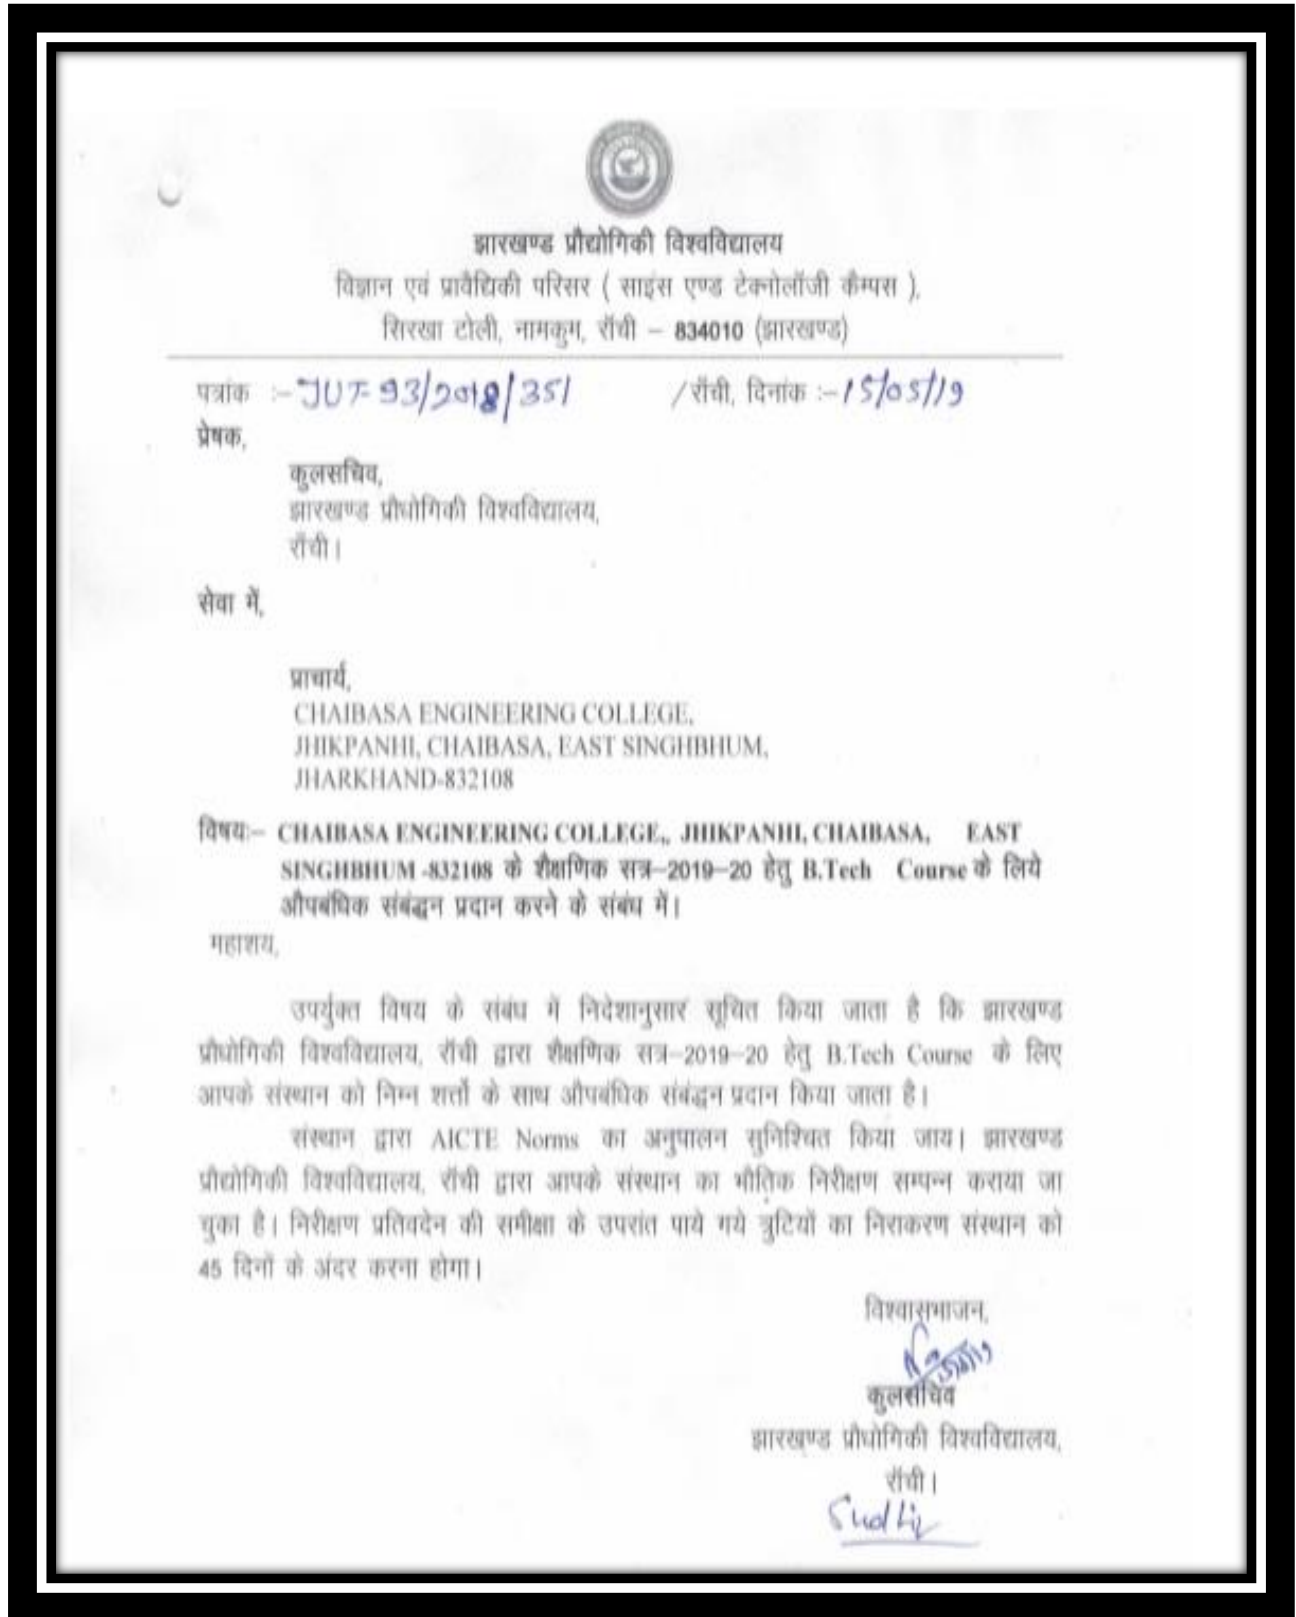 झारखण्ड प्रौद्योगिकी विश्वविद्यालय
विज्ञान एवं प्रावैद्यिकी परिसर ( साइंस एण्ड टेक्नोलॉजी कैम्पस ),
सिरखा टोली, नामकुम, राँची – 834010 (झारखण्ड)
पत्रांक :– JUT-93/2018/351 /राँची, दिनांक :–15/05/19
प्रेषक,
कुलसचिव,
झारखण्ड प्रौधोगिकी विश्वविद्यालय,
राँची।
सेवा में,
प्राचार्य,
CHAIBASA ENGINEERING COLLEGE,
JHIKPANHI, CHAIBASA, EAST SINGHBHUM,
JHARKHAND-832108
विषयः– CHAIBASA ENGINEERING COLLEGE,, JHIKPANHI, CHAIBASA, EAST
SINGHBHUM -832108 के शैक्षणिक सत्र–2019–20 हेतु B.Tech Course के लिये
औपबंधिक संबंद्धन प्रदान करने के संबंध में।
महाशय,
उपर्युक्त विषय के संबंध में निदेशानुसार सूचित किया जाता है कि झारखण्ड
प्रौधोगिकी विश्वविद्यालय, राँची द्वारा शैक्षणिक सत्र–2019–20 हेतु B.Tech Course के लिए
आपके संस्थान को निम्न शर्त्तो के साथ औपबंधिक संबंद्धन प्रदान किया जाता है।
संस्थान द्वारा AICTE Norms का अनुपालन सुनिश्चित किया जाय। झारखण्ड
प्रौद्योगिकी विश्वविद्यालय, राँची द्वारा आपके संस्थान का भौतिक निरीक्षण सम्पन्न कराया जा
चुका है। निरीक्षण प्रतिवदेन की समीक्षा के उपरांत पाये गये त्रुटियों का निराकरण संस्थान को
45 दिनों के अंदर करना होगा।
विश्वासभाजन,
15/5/19
कुलसचिव
झारखण्ड प्रौधोगिकी विश्वविद्यालय,
राँची।